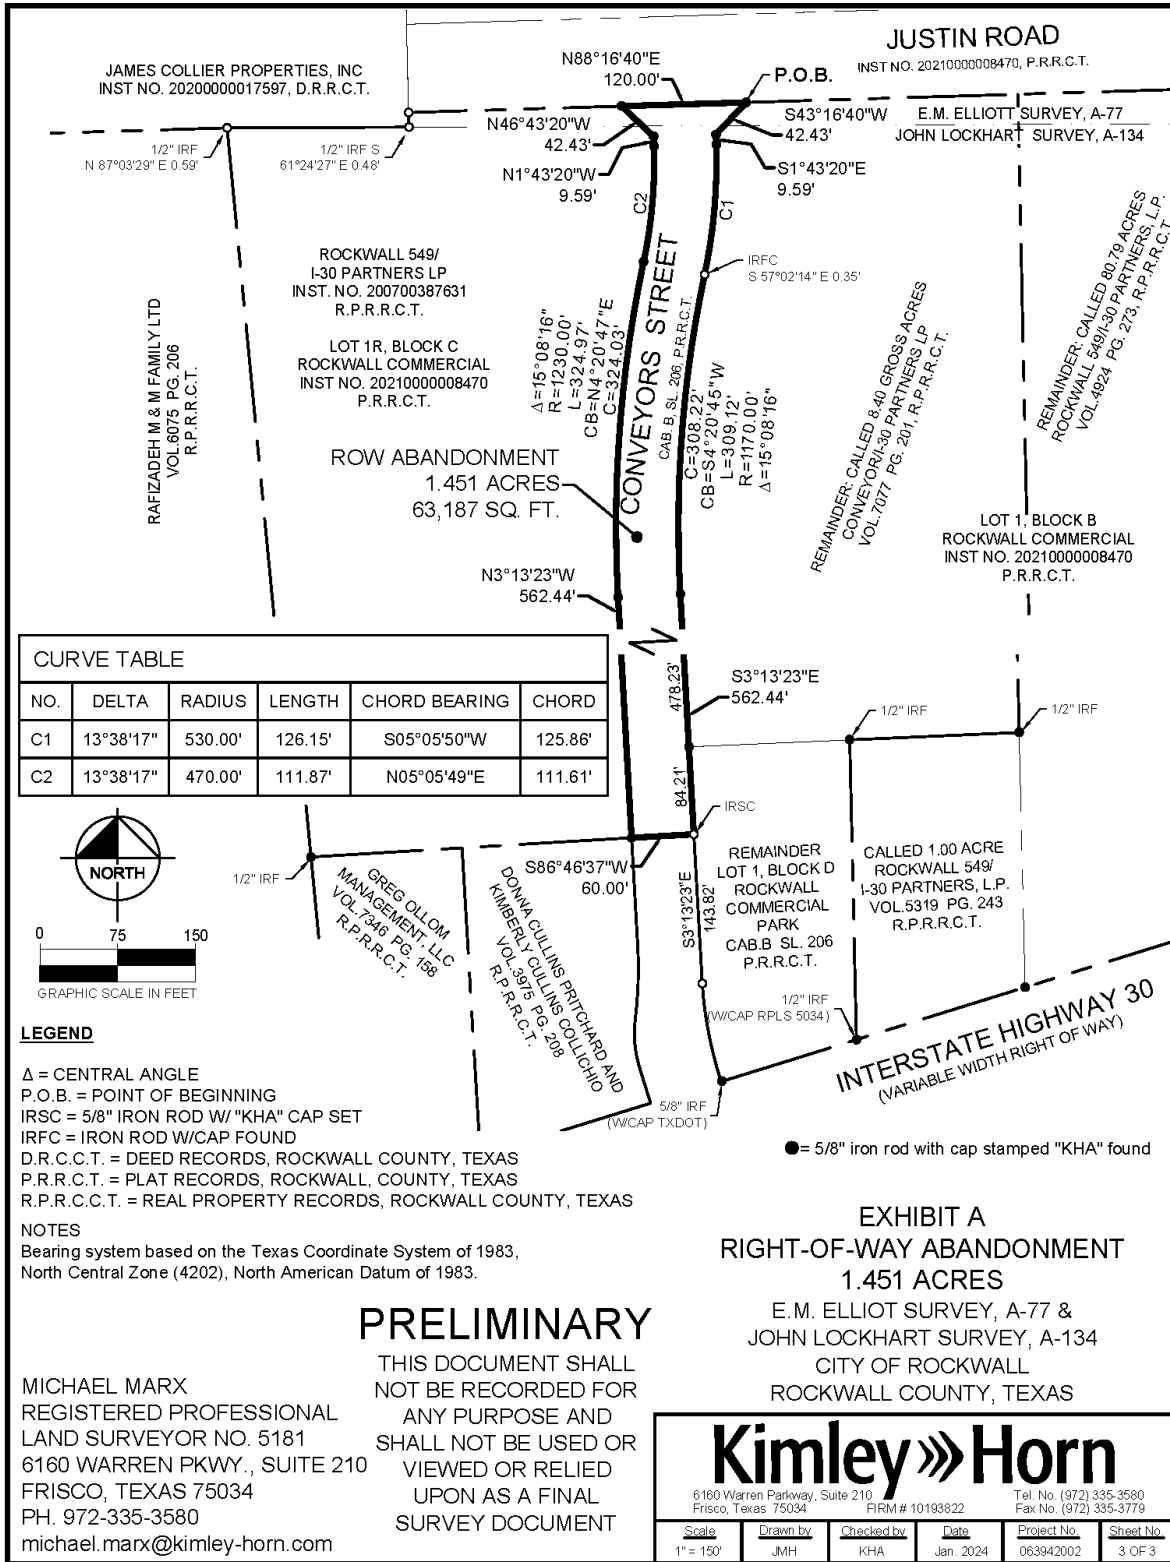 JUSTIN ROAD
INST NO. 20210000008470, P.R.R.C.T.
JAMES COLLIER PROPERTIES, INC
INST NO. 20200000017597, D.R.R.C.T.
N88°16'40"E
120.00'
P.O.B.
N46°43'20"W
42.43'
S43°16'40"W
42.43'
E.M. ELLIOTT SURVEY, A-77
JOHN LOCKHART SURVEY, A-134
1/2" IRF
N 87°03'29" E 0.59'
1/2" IRF S
61°24'27" E 0.48'
N1°43'20"W
9.59'
S1°43'20"E
9.59'
C2
C1
IRFC
S 57°02'14" E 0.35'
ROCKWALL 549/
I-30 PARTNERS LP
INST. NO. 200700387631
R.P.R.R.C.T.
LOT 1R, BLOCK C
ROCKWALL COMMERCIAL
INST NO. 20210000008470
P.R.R.C.T.
RAFIZADEH M & M FAMILY LTD
VOL.6075 PG. 206
R.P.R.R.C.T.
Δ=15°08'16"
R=1230.00'
L=324.97'
CB=N4°20'47"E
C=324.03'
CONVEYORS STREET
CAB. B, SL. 206, P.R.R.C.T.
C=308.22'
CB=S4°20'45"W
L=309.12'
R=1170.00'
Δ=15°08'16"
REMAINDER: CALLED 8.40 GROSS ACRES
CONVEYOR/I-30 PARTNERS LP
VOL.7077 PG. 201, R.P.R.R.C.T.
REMAINDER: CALLED 80.79 ACRES
ROCKWALL 549/I-30 PARTNERS, L.P.
VOL.4924 PG. 273, R.P.R.R.C.T.
ROW ABANDONMENT
1.451 ACRES
63,187 SQ. FT.
LOT 1, BLOCK B
ROCKWALL COMMERCIAL
INST NO. 20210000008470
P.R.R.C.T.
N3°13'23"W
562.44'
CURVE TABLE
NO. DELTA RADIUS LENGTH CHORD BEARING CHORD
C1 13°38'17" 530.00' 126.15' S05°05'50"W 125.86'
C2 13°38'17" 470.00' 111.87' N05°05'49"E 111.61'
478.23'
S3°13'23"E
562.44'
1/2" IRF
1/2" IRF
84.21'
IRSC
NORTH
1/2" IRF
S86°46'37"W
60.00'
GREG OLLOM
MANAGEMENT, LLC
VOL.7346 PG. 158
R.P.R.R.C.T.
DONNA CULLINS PRITCHARD AND
KIMBERLY CULLINS COLLICHIO
VOL.3975 PG. 208
R.P.R.R.C.T.
S3°13'23"E
143.82'
REMAINDER
LOT 1, BLOCK D
ROCKWALL
COMMERCIAL
PARK
CAB.B SL. 206
P.R.R.C.T.
CALLED 1.00 ACRE
ROCKWALL 549/
I-30 PARTNERS, L.P.
VOL.5319 PG. 243
R.P.R.R.C.T.
0 75 150
GRAPHIC SCALE IN FEET
1/2" IRF
(W/CAP RPLS 5034)
INTERSTATE HIGHWAY 30
(VARIABLE WIDTH RIGHT OF WAY)
5/8" IRF
(W/CAP TXDOT)
LEGEND
Δ = CENTRAL ANGLE
P.O.B. = POINT OF BEGINNING
IRSC = 5/8" IRON ROD W/ "KHA" CAP SET
IRFC = IRON ROD W/CAP FOUND
D.R.C.C.T. = DEED RECORDS, ROCKWALL COUNTY, TEXAS
P.R.R.C.T. = PLAT RECORDS, ROCKWALL, COUNTY, TEXAS
R.P.R.C.C.T. = REAL PROPERTY RECORDS, ROCKWALL COUNTY, TEXAS
= 5/8" iron rod with cap stamped "KHA" found
NOTES
Bearing system based on the Texas Coordinate System of 1983,
North Central Zone (4202), North American Datum of 1983.
EXHIBIT A
RIGHT-OF-WAY ABANDONMENT
1.451 ACRES
E.M. ELLIOT SURVEY, A-77 &
JOHN LOCKHART SURVEY, A-134
CITY OF ROCKWALL
ROCKWALL COUNTY, TEXAS
PRELIMINARY
THIS DOCUMENT SHALL
NOT BE RECORDED FOR
ANY PURPOSE AND
SHALL NOT BE USED OR
VIEWED OR RELIED
UPON AS A FINAL
SURVEY DOCUMENT
MICHAEL MARX
REGISTERED PROFESSIONAL
LAND SURVEYOR NO. 5181
6160 WARREN PKWY., SUITE 210
FRISCO, TEXAS 75034
PH. 972-335-3580
michael.marx@kimley-horn.com
Kimley»Horn
6160 Warren Parkway, Suite 210
Frisco, Texas 75034 FIRM # 10193822
Tel. No. (972) 335-3580
Fax No. (972) 335-3779
Scale Drawn by Checked by Date Project No. Sheet No.
1" = 150' JMH KHA Jan. 2024 063942002 3 OF 3